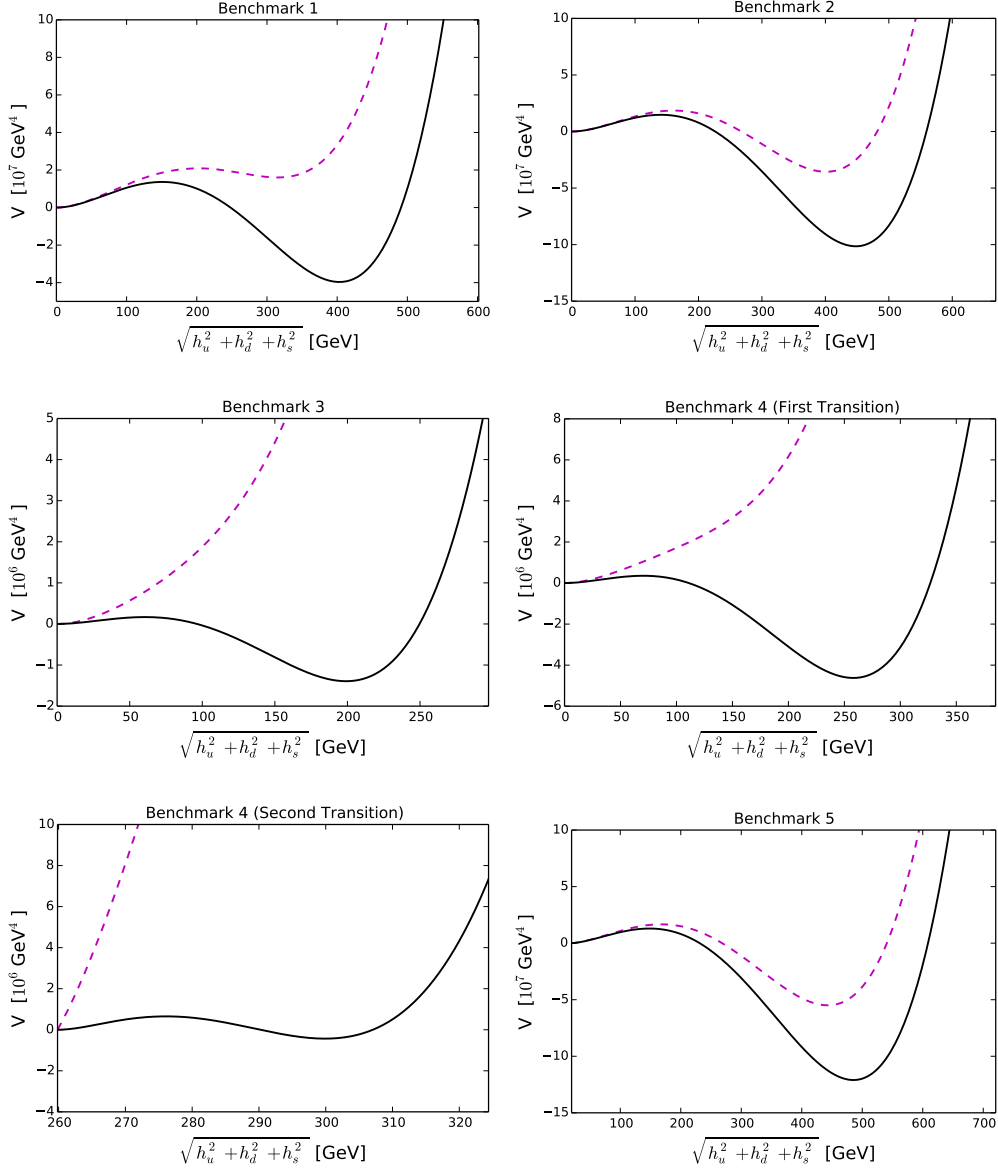 Benchmark 1
V [10^7 GeV^4 ]
10
8
6
4
2
0
−2
−4
0 100 200 300 400 500 600
√(h_u^2 +h_d^2 +h_s^2) [GeV]
Benchmark 2
V [10^7 GeV^4 ]
10
5
0
−5
−10
−15
0 100 200 300 400 500 600
√(h_u^2 +h_d^2 +h_s^2) [GeV]
Benchmark 3
V [10^6 GeV^4 ]
5
4
3
2
1
0
−1
−2
0 50 100 150 200 250
√(h_u^2 +h_d^2 +h_s^2) [GeV]
Benchmark 4 (First Transition)
V [10^6 GeV^4 ]
8
6
4
2
0
−2
−4
−6
0 50 100 150 200 250 300 350
√(h_u^2 +h_d^2 +h_s^2) [GeV]
Benchmark 4 (Second Transition)
V [10^6 GeV^4 ]
10
8
6
4
2
0
−2
−4
260 270 280 290 300 310 320
√(h_u^2 +h_d^2 +h_s^2) [GeV]
Benchmark 5
V [10^7 GeV^4 ]
10
5
0
−5
−10
−15
100 200 300 400 500 600 700
√(h_u^2 +h_d^2 +h_s^2) [GeV]